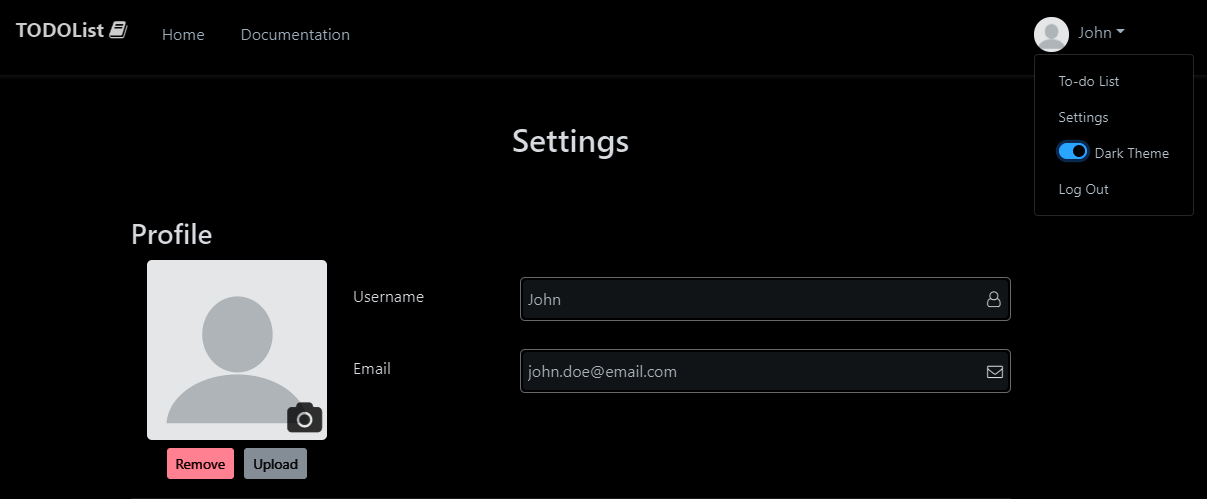 TODOList Home Documentation John
To-do List
Settings
Dark Theme
Log Out
Settings
Profile
Username John
Email john.doe@email.com
Remove Upload